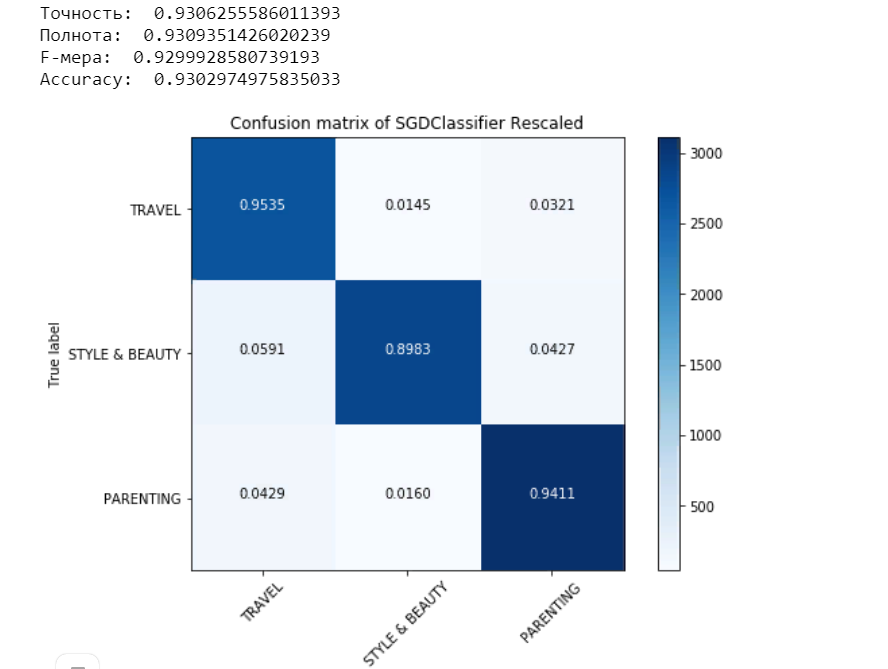 Точность:  0.9306255586011393
Полнота:  0.9309351426020239
F-мера:  0.9299928580739193
Accuracy:  0.9302974975835033
Confusion matrix of SGDClassifier Rescaled
TRAVEL 0.9535 0.0145 0.0321
STYLE & BEAUTY 0.0591 0.8983 0.0427
PARENTING 0.0429 0.0160 0.9411
True label
TRAVEL STYLE & BEAUTY PARENTING
3000
2500
2000
1500
1000
500